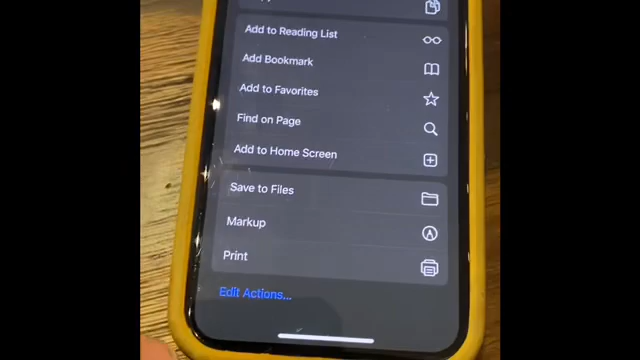 Add to Reading List
Add Bookmark
Add to Favorites
Find on Page
Add to Home Screen
Save to Files
Markup
Print
Edit Actions...